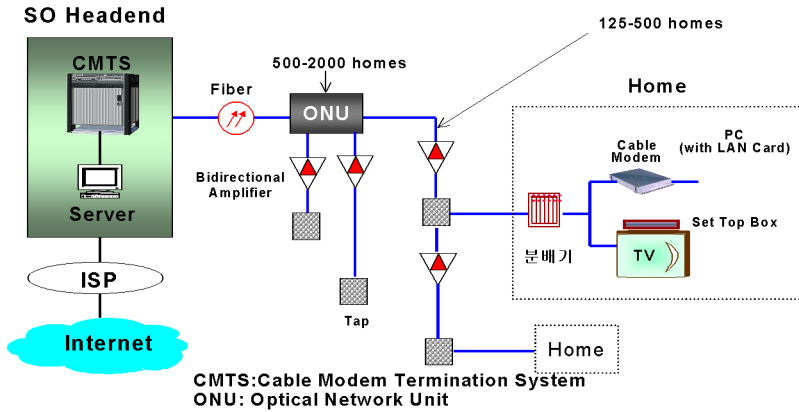 SO Headend
CMTS
Server
ISP
Internet
Fiber
500-2000 homes
ONU
Bidirectional
Amplifier
Tap
125-500 homes
Home
Cable
Modem
PC
(with LAN Card)
분배기
Set Top Box
TV
Home
CMTS:Cable Modem Termination System
ONU: Optical Network Unit